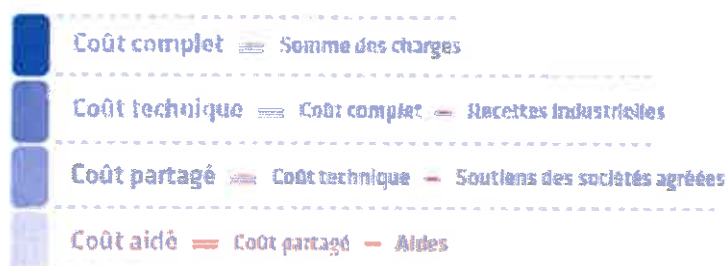 Coût complet = Somme des charges
Coût technique = Coût complet - Recettes industrielles
Coût partagé = Coût technique - Soutiens des sociétés agréées
Coût aidé = Coût partagé - Aides